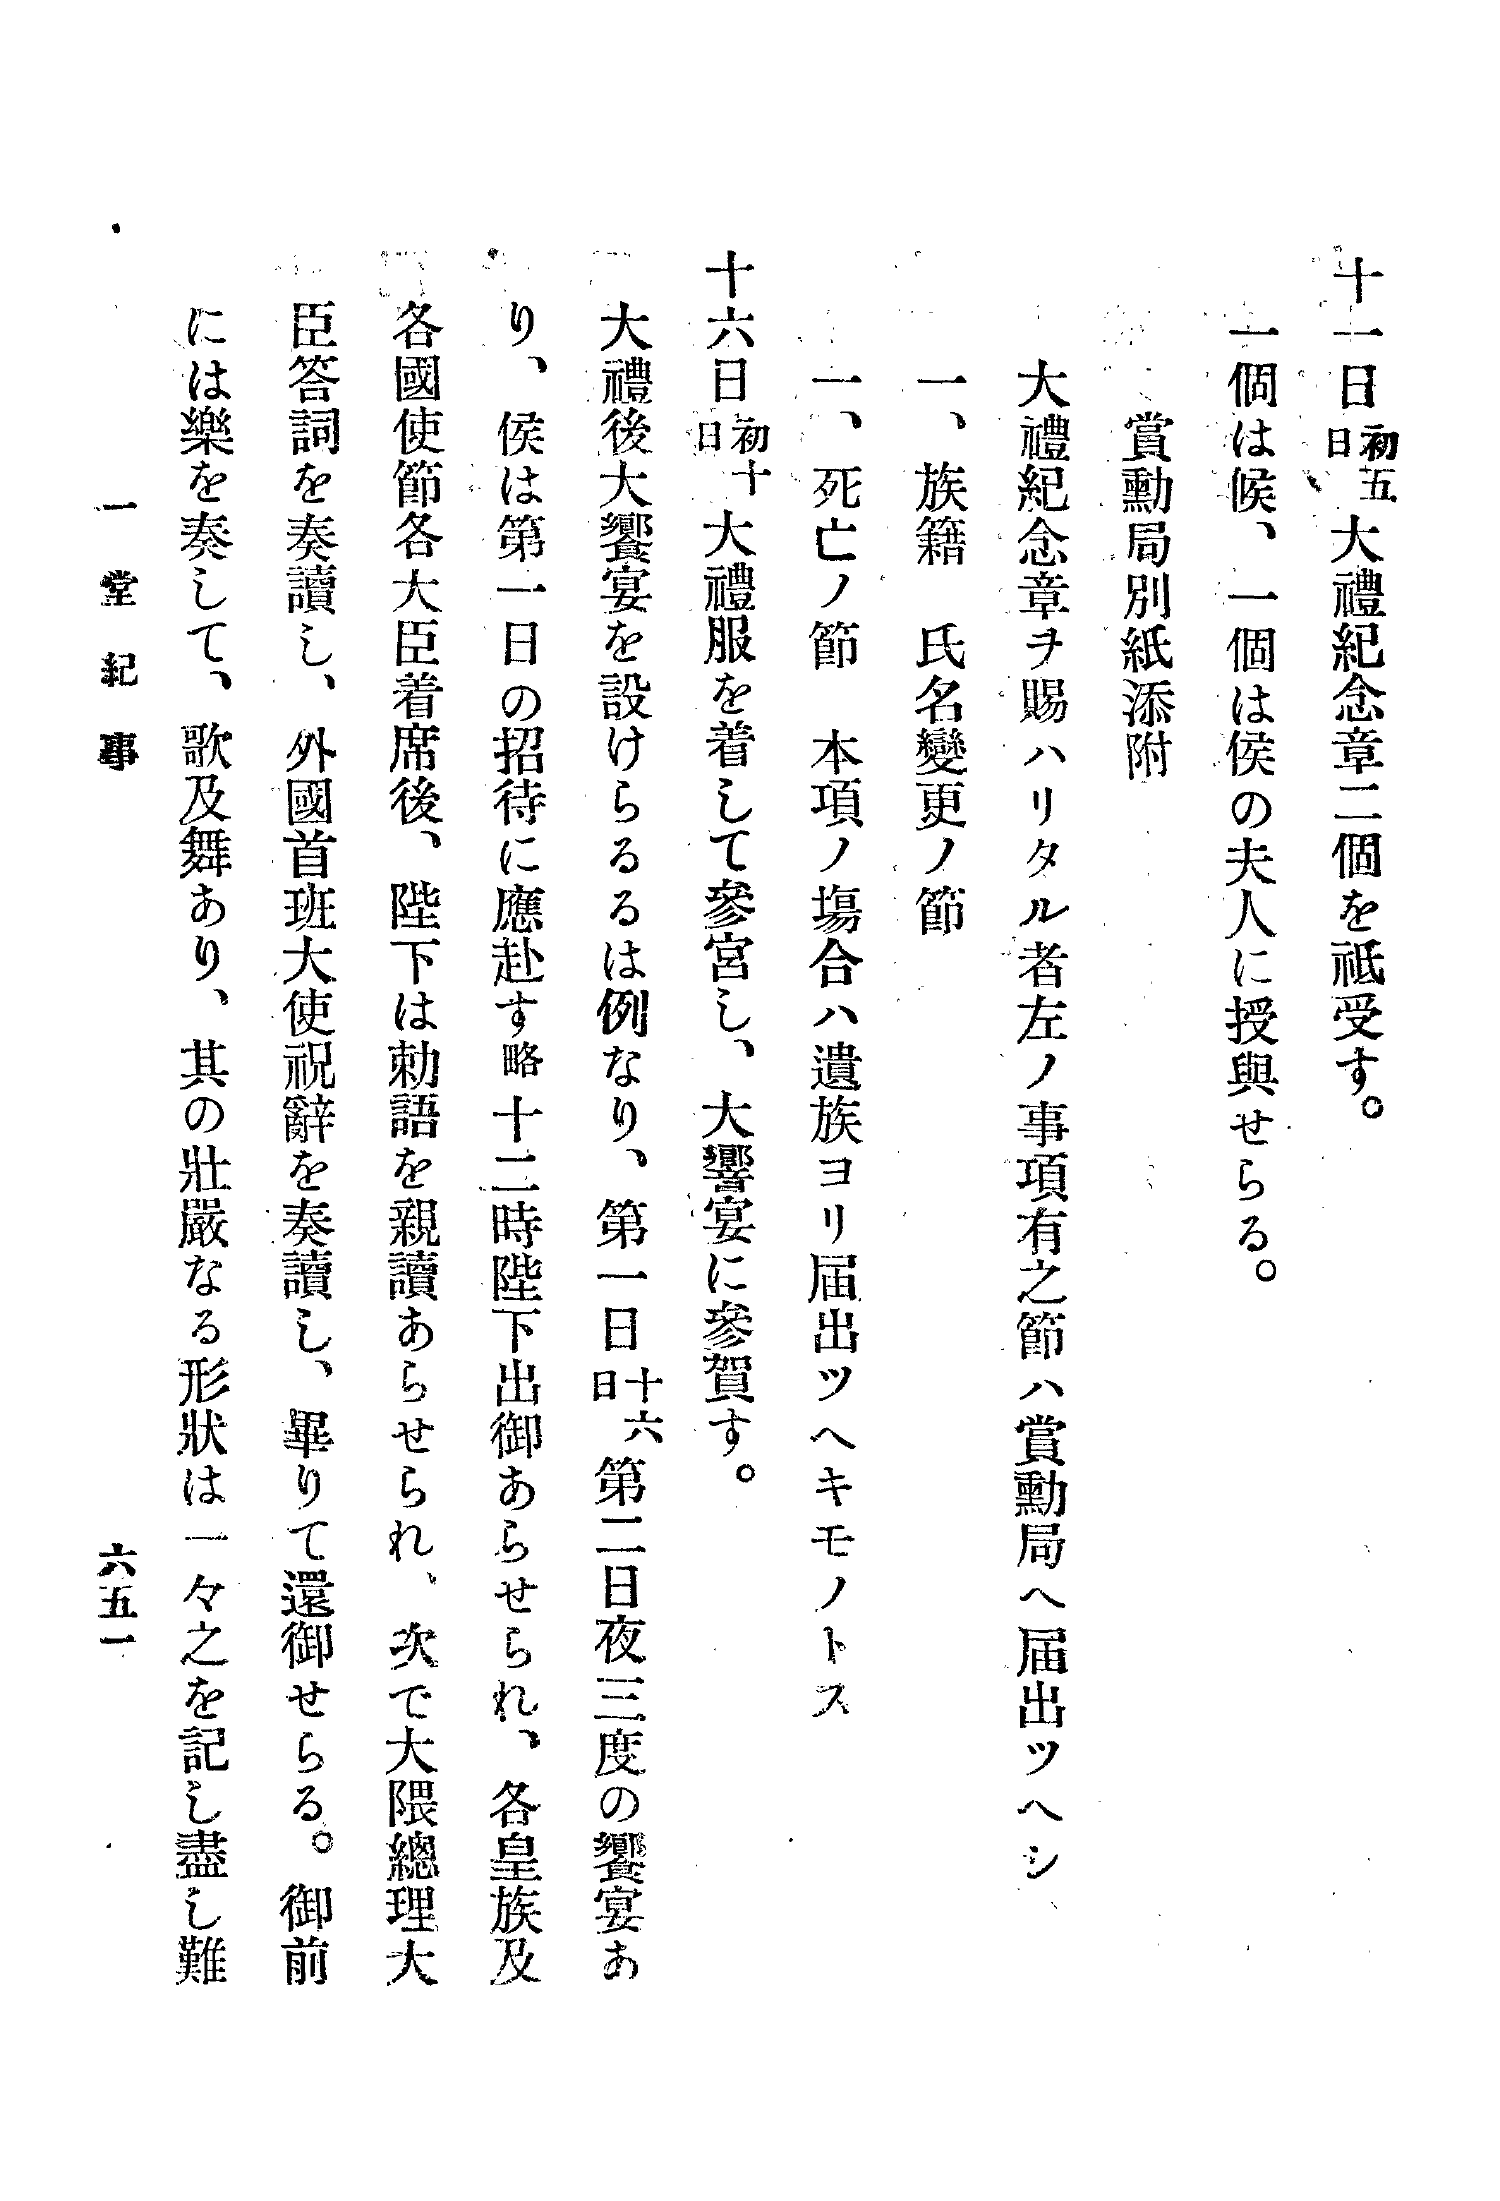 十一日初五日大禮紀念章二個を祗受す。
一個は候、一個は侯の夫人に授與せらる。
賞勳局別紙添附
大禮紀念章ヲ賜ハリタル者左ノ事項有之節ハ賞勳局ヘ届出ツヘシ
一、族籍　氏名變更ノ節
一、死亡ノ節　本項ノ塲合ハ遺族ヨリ届出ツヘキモノトス
十六日初十日大禮服を着して參宮し、大響宴に參賀す。
大禮後大饗宴を設けらるるは例なり、第一日十六日第二日夜三度の饗宴あ
り、侯は第一日の招待に應赴す略十二時陛下出御あらせられ、各皇族及
各國使節各大臣着席後、陛下は勅語を親讀あらせられ、次で大隈總理大
臣答詞を奏讀し、外國首班大使祝辭を奏讀し、畢りて還御せらる。御前
には樂を奏して、歌及舞あり、其の壯嚴なる形狀は一々之を記し盡し難
一堂紀事
六五一